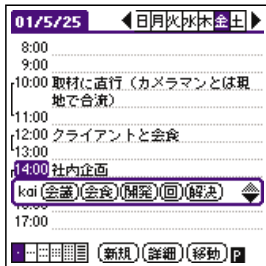 01/5/25 日 月 火 水 木 金 土
8:00
9:00
10:00 取材に直行（カメラマンとは現
地で合流）
11:00
12:00 クライアントと会食
13:00
14:00 社内企画
kai 会議 会食 開発 回 解決
17:00
新規 詳細 移動 P